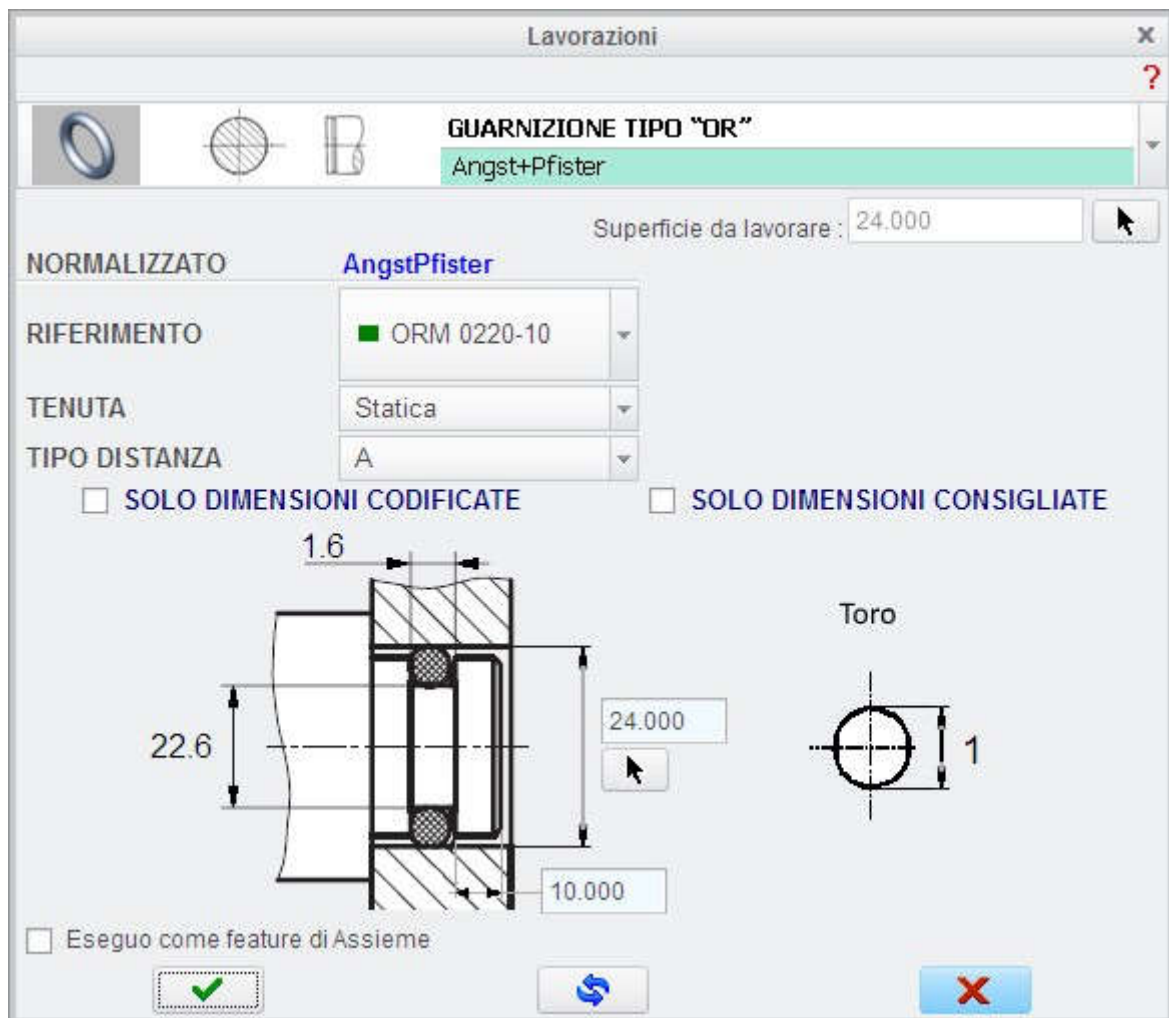 Lavorazioni
?
GUARNIZIONE TIPO “OR”
Angst+Pfister
Superficie da lavorare : 24.000
NORMALIZZATO AngstPfister
RIFERIMENTO ORM 0220-10
TENUTA Statica
TIPO DISTANZA A
SOLO DIMENSIONI CODIFICATE SOLO DIMENSIONI CONSIGLIATE
1.6
Toro
24.000
22.6
1
10.000
Eseguo come feature di Assieme